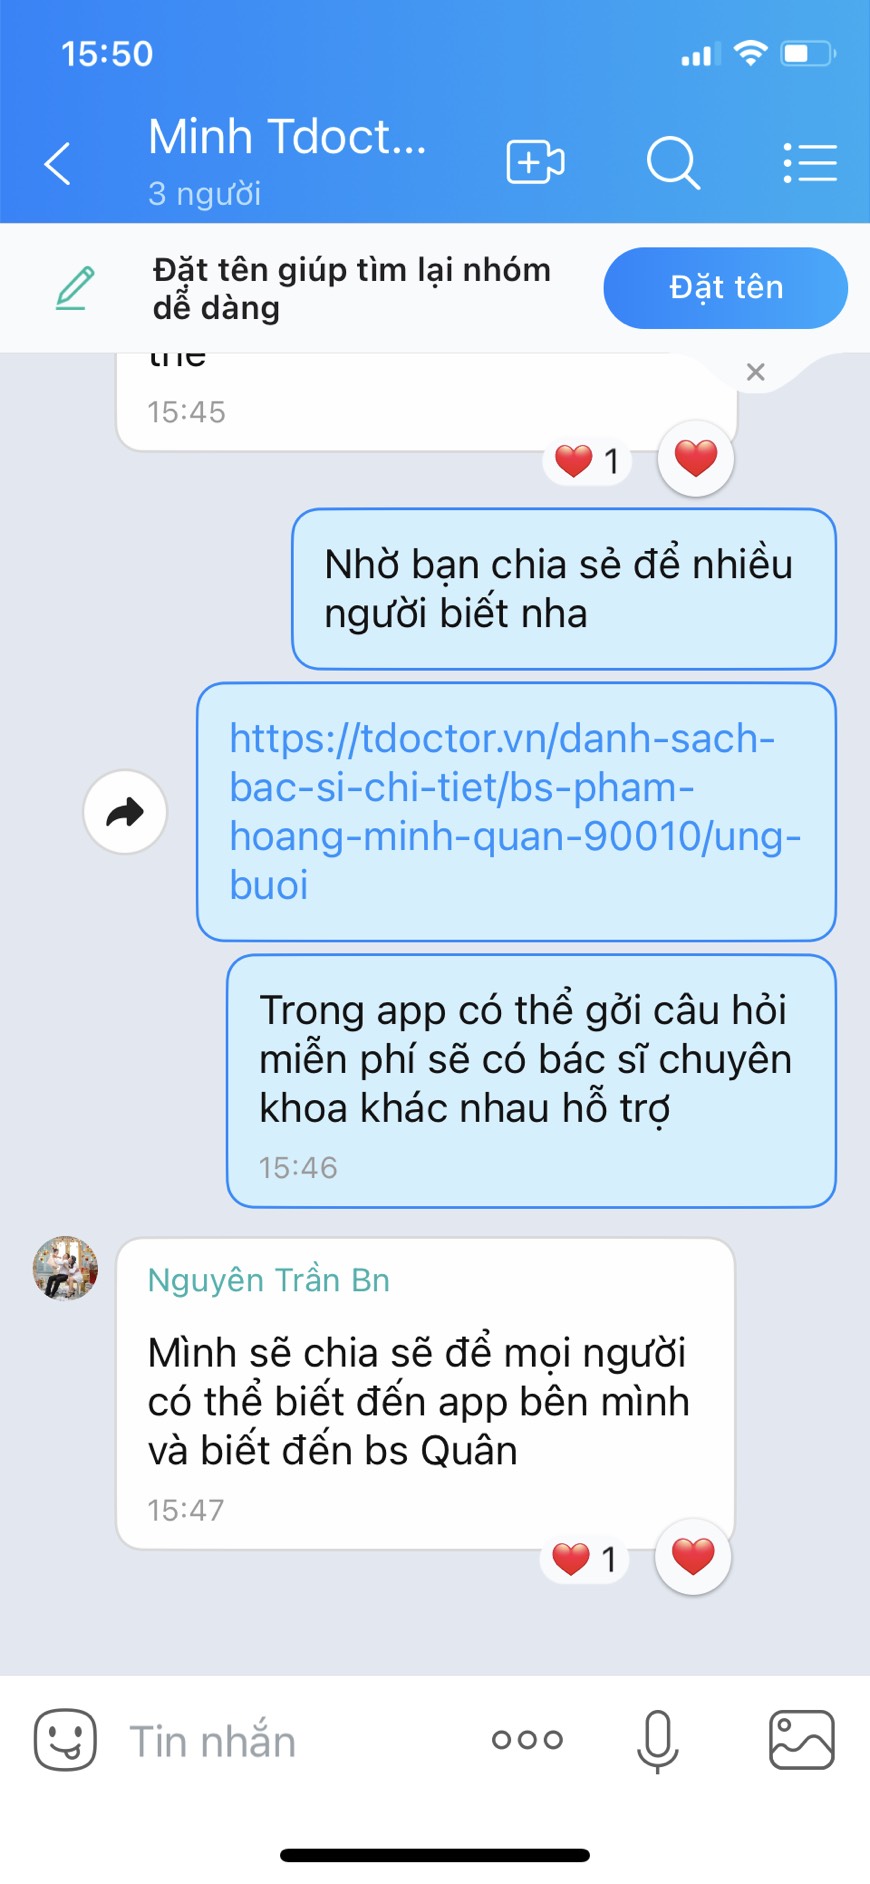 15:50
Minh Tdoct...
3 người
Đặt tên giúp tìm lại nhóm
dễ dàng
Đặt tên
thế
15:45
1
Nhờ bạn chia sẻ để nhiều
người biết nha
https://tdoctor.vn/danh-sach-
bac-si-chi-tiet/bs-pham-
hoang-minh-quan-90010/ung-
buoi
Trong app có thể gởi câu hỏi
miễn phí sẽ có bác sĩ chuyên
khoa khác nhau hỗ trợ
15:46
Nguyên Trần Bn
Mình sẽ chia sẽ để mọi người
có thể biết đến app bên mình
và biết đến bs Quân
15:47
1
Tin nhắn